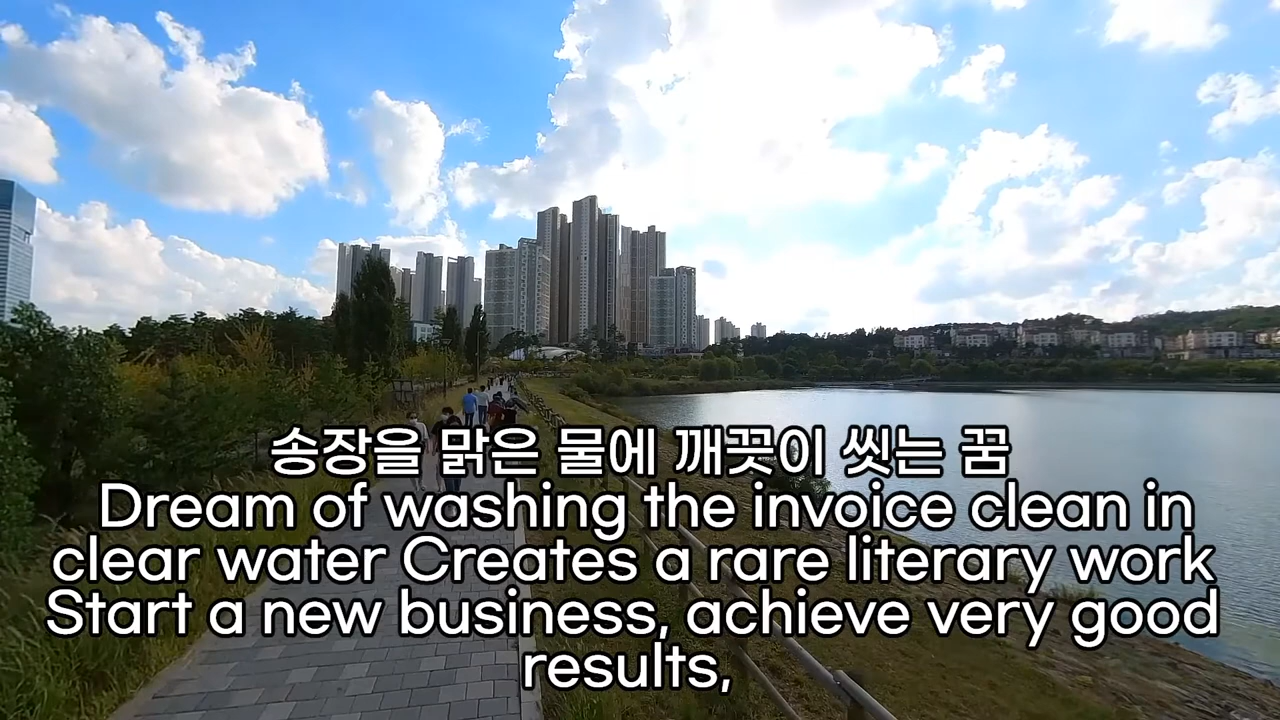 송장을 맑은 물에 깨끗이 씻는 꿈
Dream of washing the invoice clean in
clear water Creates a rare literary work
Start a new business, achieve very good
results,